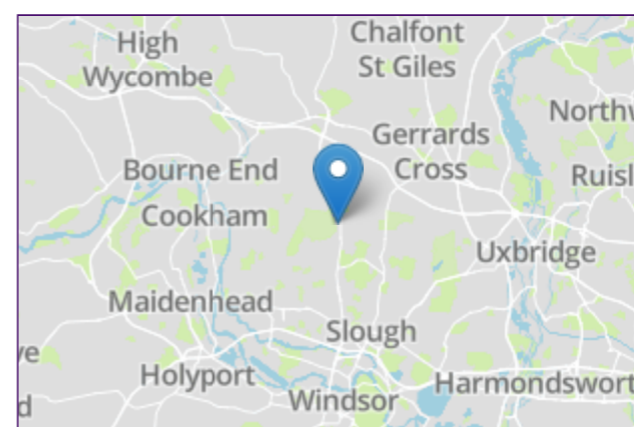 High
Wycombe
Chalfont
St Giles
Northw
Gerrards
Cross
Bourne End
Ruisl
Cookham
Uxbridge
Maidenhead
Slough
ve
Holyport
Harmondswort
Windsor
d